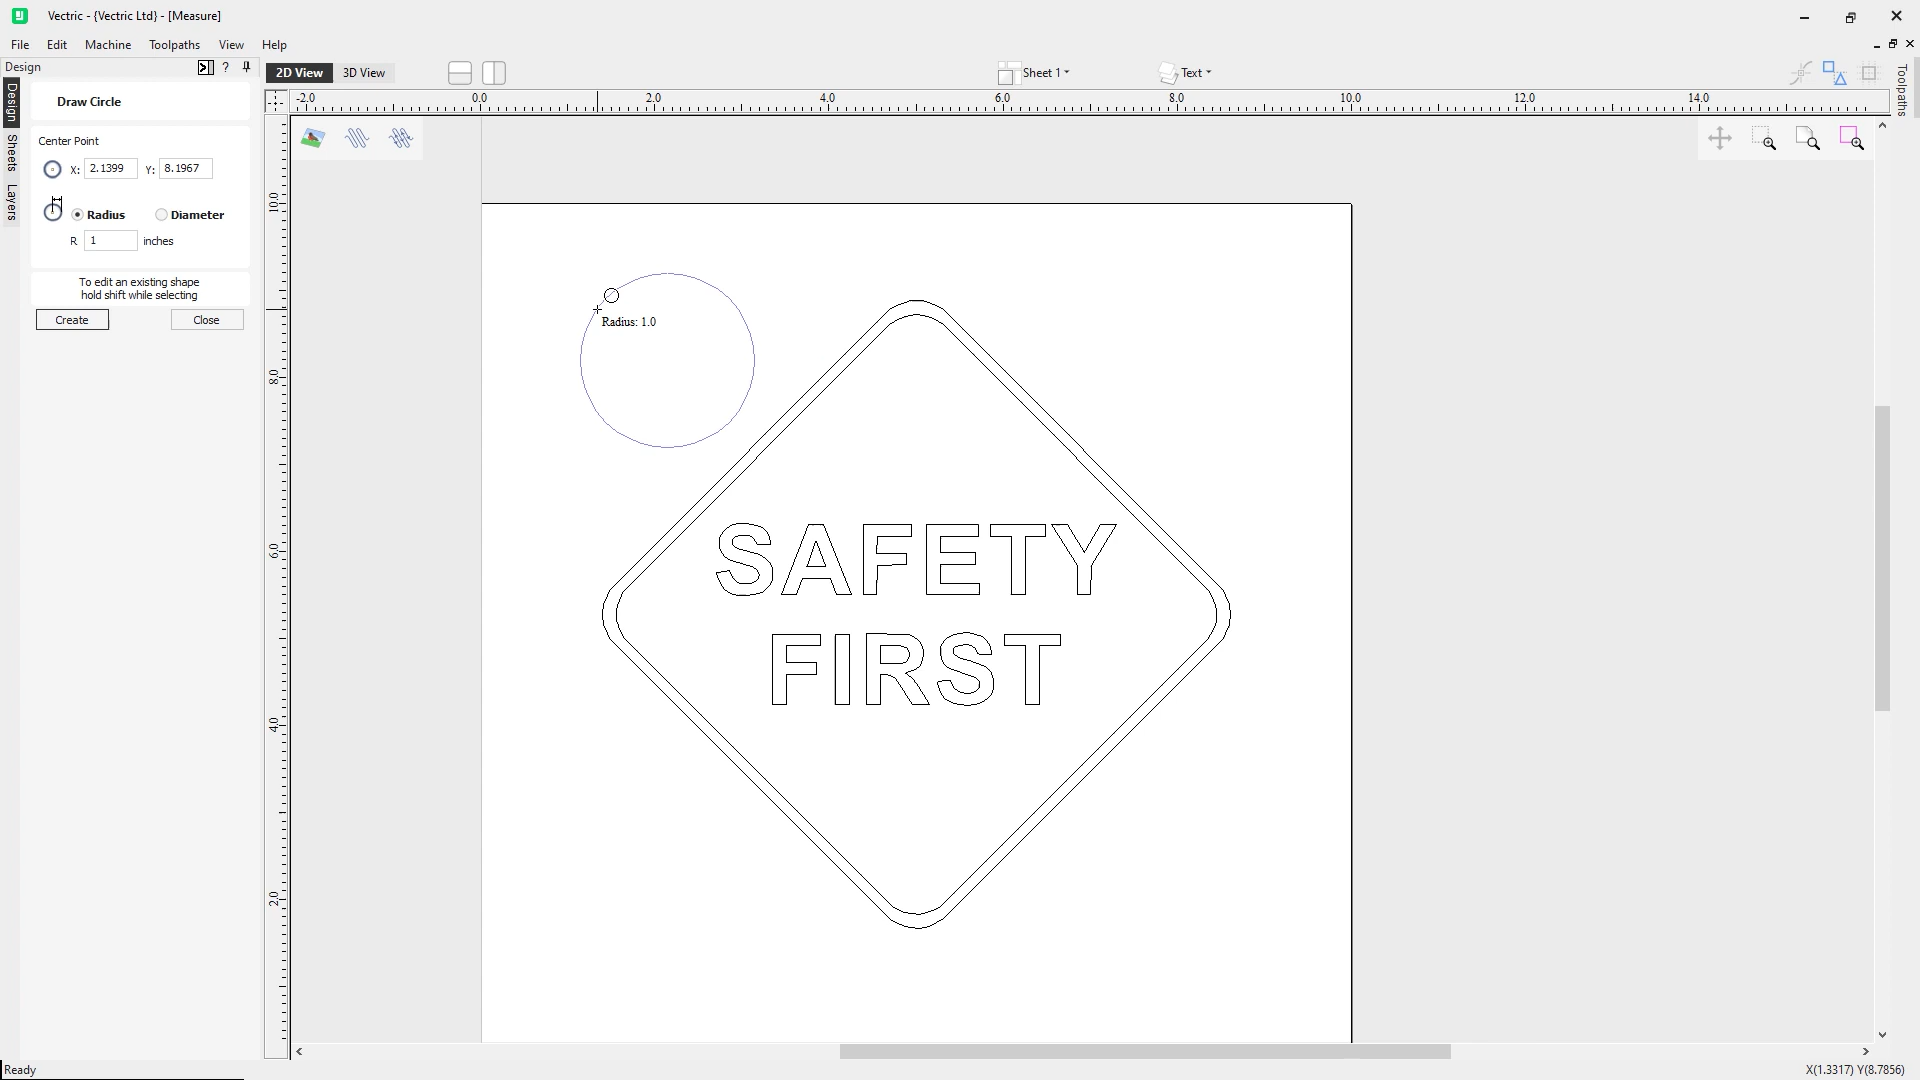 Vectric - {Vectric Ltd} - [Measure]
File Edit Machine Toolpaths View Help
Design ? 2D View 3D View Sheet 1 Text
Draw Circle
-2.0 0.0 2.0 4.0 6.0 8.0 10.0 12.0 14.0
Design
Sheets
Layers
Toolpaths
Center Point
X: 2.1399 Y: 8.1967
Radius Diameter
R 1 inches
To edit an existing shape
hold shift while selecting
Create Close
10.0
8.0
6.0
4.0
2.0
Radius: 1.0
SAFETY
FIRST
Ready X(1.3317) Y(8.7856)